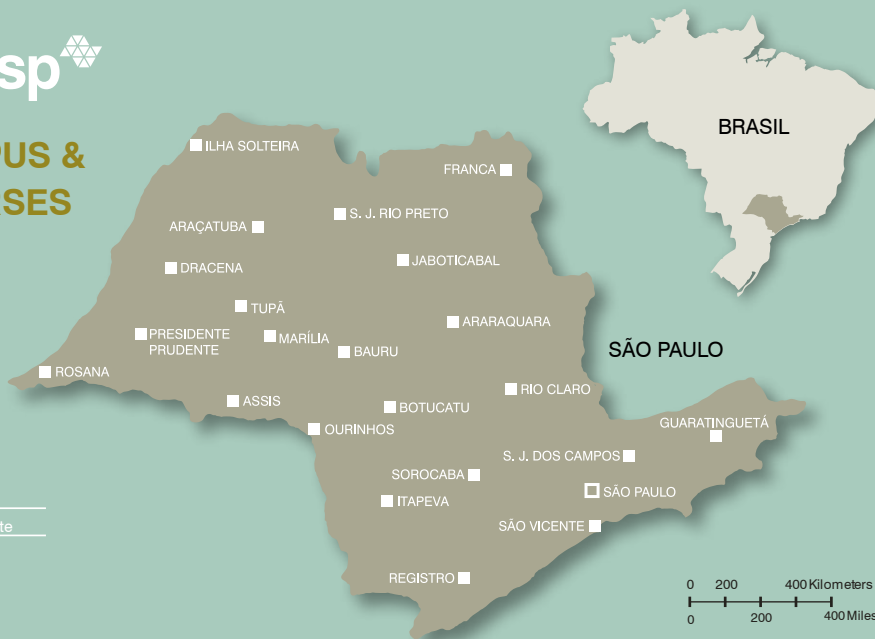 sp
PUS &
RSES
BRASIL
ILHA SOLTEIRA
FRANCA
S. J. RIO PRETO
ARAÇATUBA
JABOTICABAL
DRACENA
TUPÃ
ARARAQUARA
PRESIDENTE
PRUDENTE
MARÍLIA
BAURU
SÃO PAULO
ROSANA
RIO CLARO
ASSIS
BOTUCATU
GUARATINGUETÁ
OURINHOS
S. J. DOS CAMPOS
SOROCABA
SÃO PAULO
ITAPEVA
te
SÃO VICENTE
REGISTRO
0 200 400 Kilometers
0 200 400 Miles